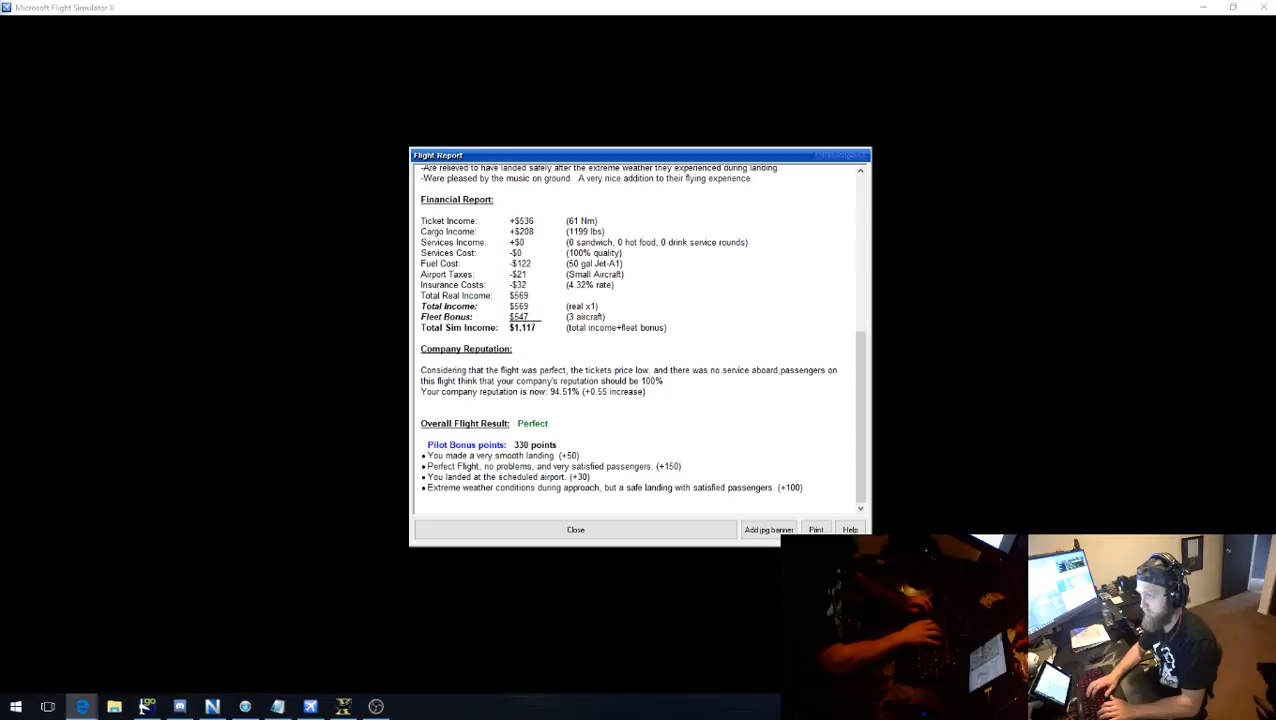 Microsoft Flight Simulator X
Flight Report
-Are relieved to have landed safely after the extreme weather they experienced during landing.
-Were pleased by the music on ground. A very nice addition to their flying experience.
Financial Report:
Ticket Income: +$536 (61 Nm)
Cargo Income: +$208 (1199 lbs)
Services Income: +$0 (0 sandwich, 0 hot food, 0 drink service rounds)
Services Cost: -$0 (100% quality)
Fuel Cost: -$122 (50 gal Jet-A1)
Airport Taxes: -$21 (Small Aircraft)
Insurance Costs: -$32 (4.32% rate)
Total Real Income: $569
Total Income: $569 (real x1)
Fleet Bonus: $547 (3 aircraft)
Total Sim Income: $1,117 (total income+fleet bonus)
Company Reputation:
Considering that the flight was perfect, the tickets price low, and there was no service aboard,passengers on
this flight think that your company's reputation should be 100%
Your company reputation is now: 94.51% (+0.55 increase)
Overall Flight Result: Perfect
Pilot Bonus points: 330 points
• You made a very smooth landing. (+50)
• Perfect Flight, no problems, and very satisfied passengers. (+150)
• You landed at the scheduled airport. (+30)
• Extreme weather conditions during approach, but a safe landing with satisfied passengers. (+100)
Close Add jpg banner Print Help
go